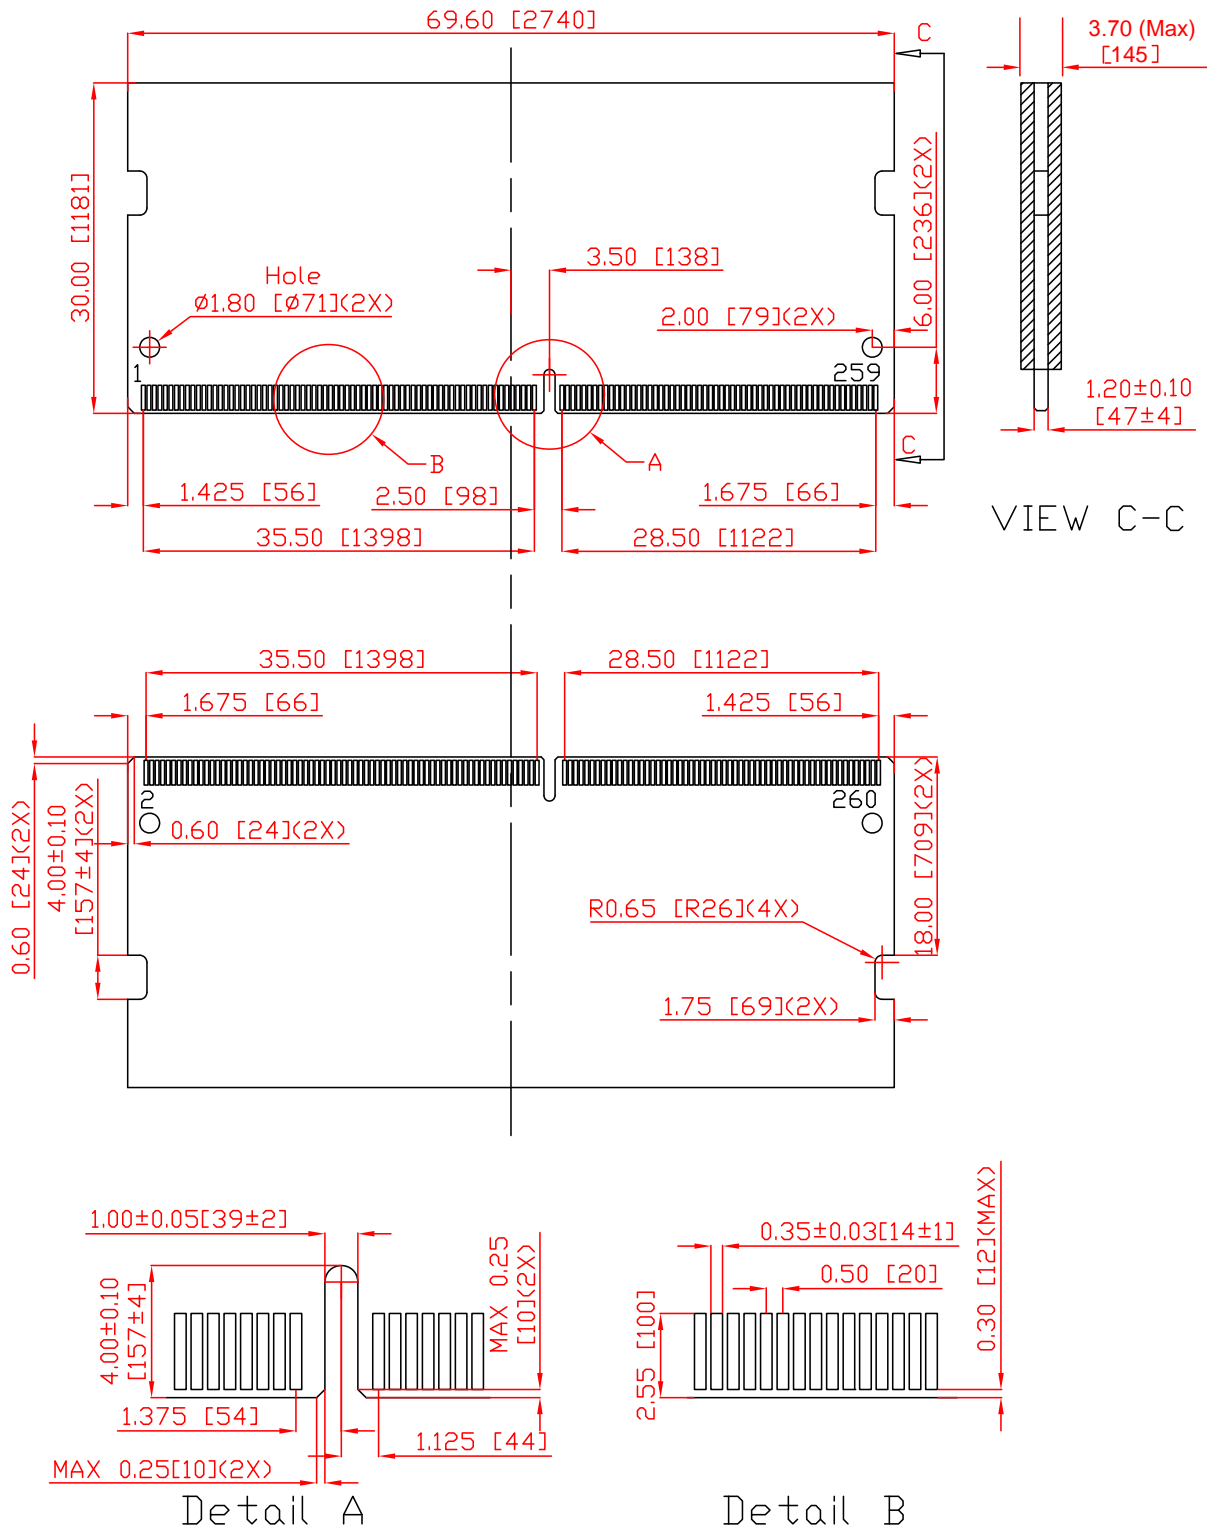 69.60 [2740]
C
3.70 (Max)
[145]
30.00 [1181]
6.00 [236](2X)
3.50 [138]
Hole
Ø1.80 [Ø71](2X)
2.00 [79](2X)
1
259
1.20±0.10
[47±4]
B
A
C
1.425 [56]
2.50 [98]
1.675 [66]
35.50 [1398]
28.50 [1122]
VIEW C-C
35.50 [1398]
28.50 [1122]
1.675 [66]
1.425 [56]
2
260
0.60 [24](2X)
4.00±0.10
[157±4](2X)
0.60 [24](2X)
18.00 [709](2X)
R0.65 [R26](4X)
1.75 [69](2X)
1.00±0.05[39±2]
4.00±0.10
[157±4]
MAX 0.25
[10](2X)
1.375 [54]
1.125 [44]
MAX 0.25[10](2X)
Detail A
0.35±0.03[14±1]
0.50 [20]
2.55 [100]
0.30 [12](MAX)
Detail B